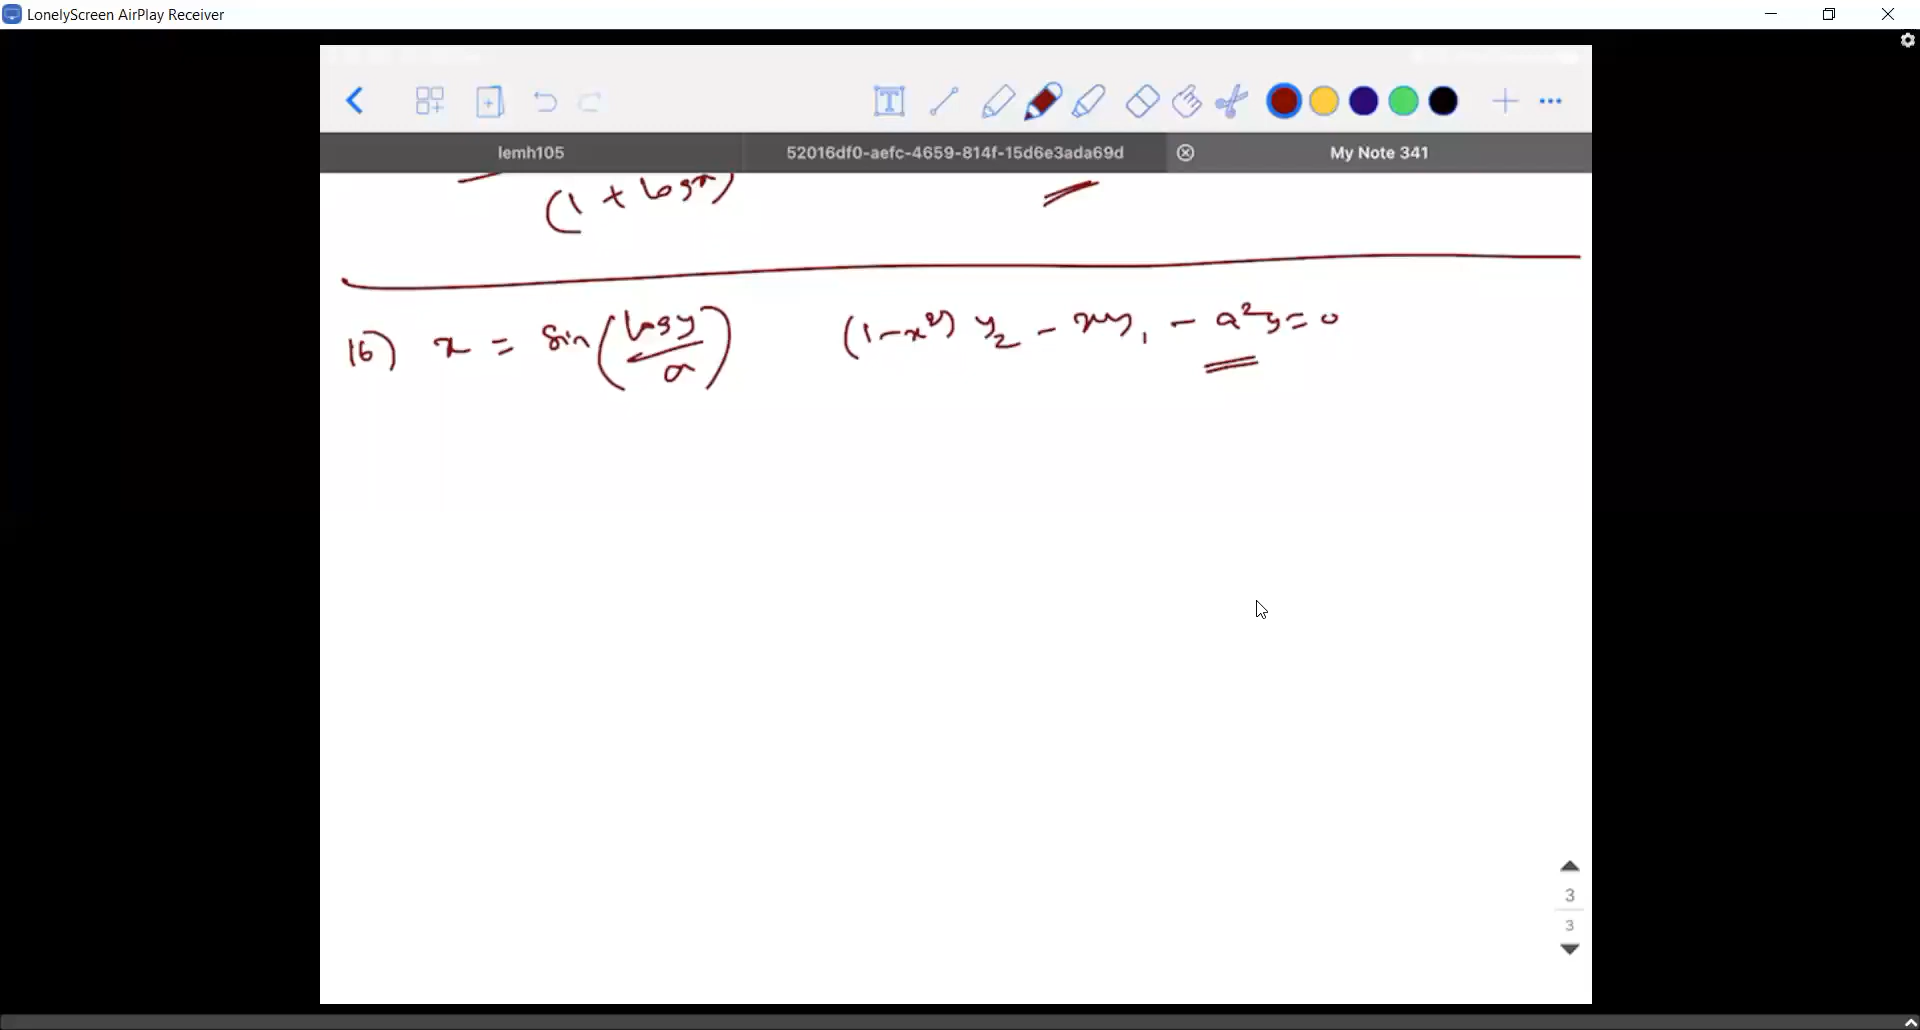 LonelyScreen AirPlay Receiver
lemh105 52016df0-aefc-4659-814f-15d6e3ada69d My Note 341
(1 + log x)
16) x = sin(log y / a) (1-x²) y₂ - xy₁ - a²y = 0
3
3